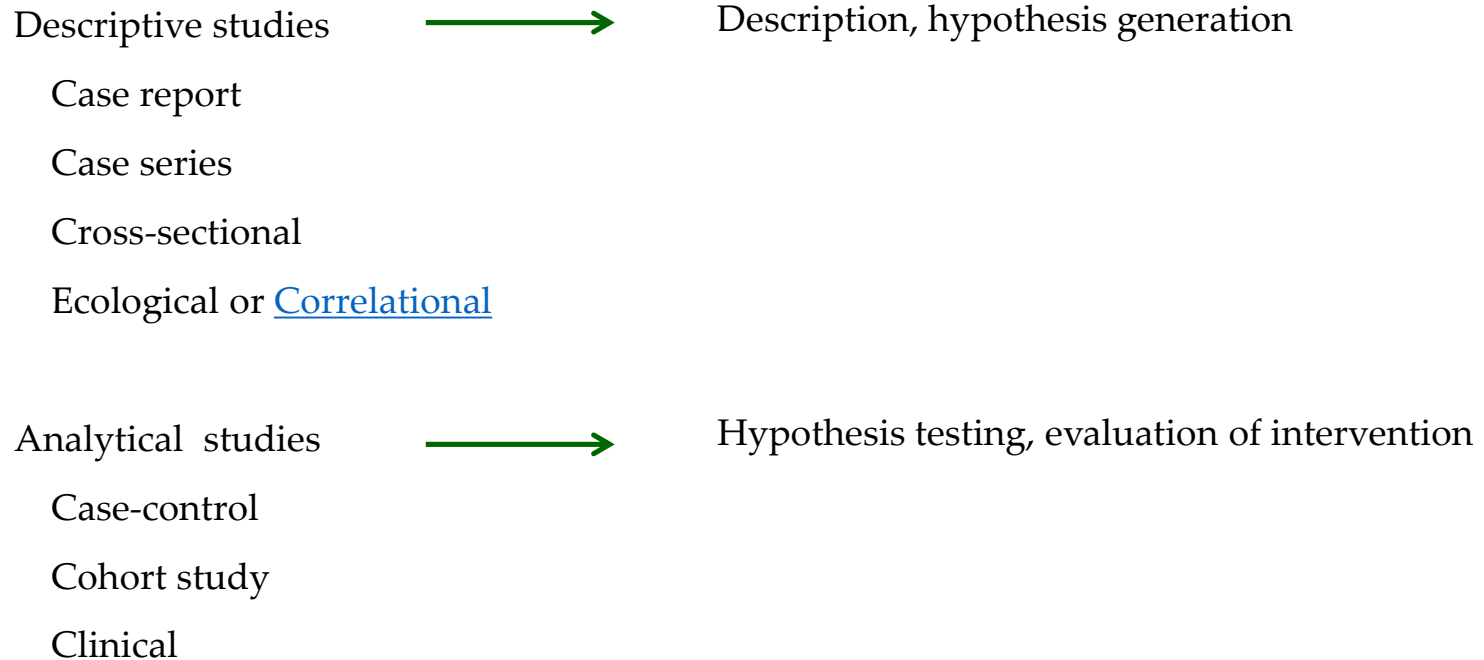 Descriptive studies
Description, hypothesis generation
Case report
Case series
Cross-sectional
Ecological or Correlational
Analytical studies
Hypothesis testing, evaluation of intervention
Case-control
Cohort study
Clinical